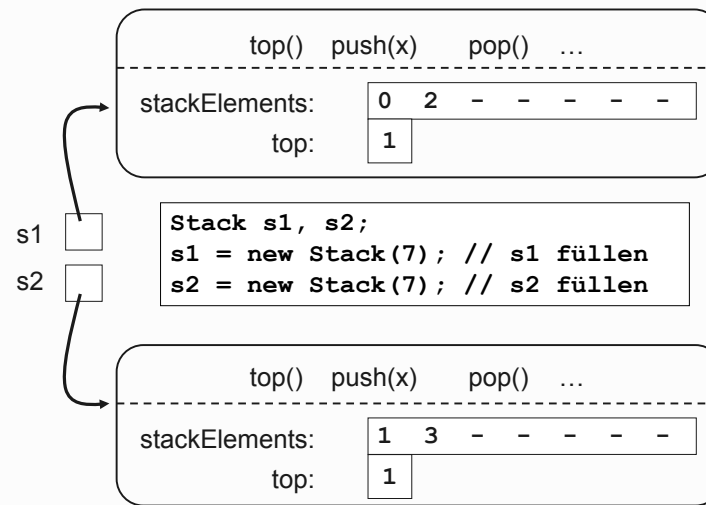 top() push(x) pop() …
stackElements: 0 2 – – – – –
top: 1
s1
s2
Stack s1, s2;
s1 = new Stack(7); // s1 füllen
s2 = new Stack(7); // s2 füllen
top() push(x) pop() …
stackElements: 1 3 – – – – –
top: 1